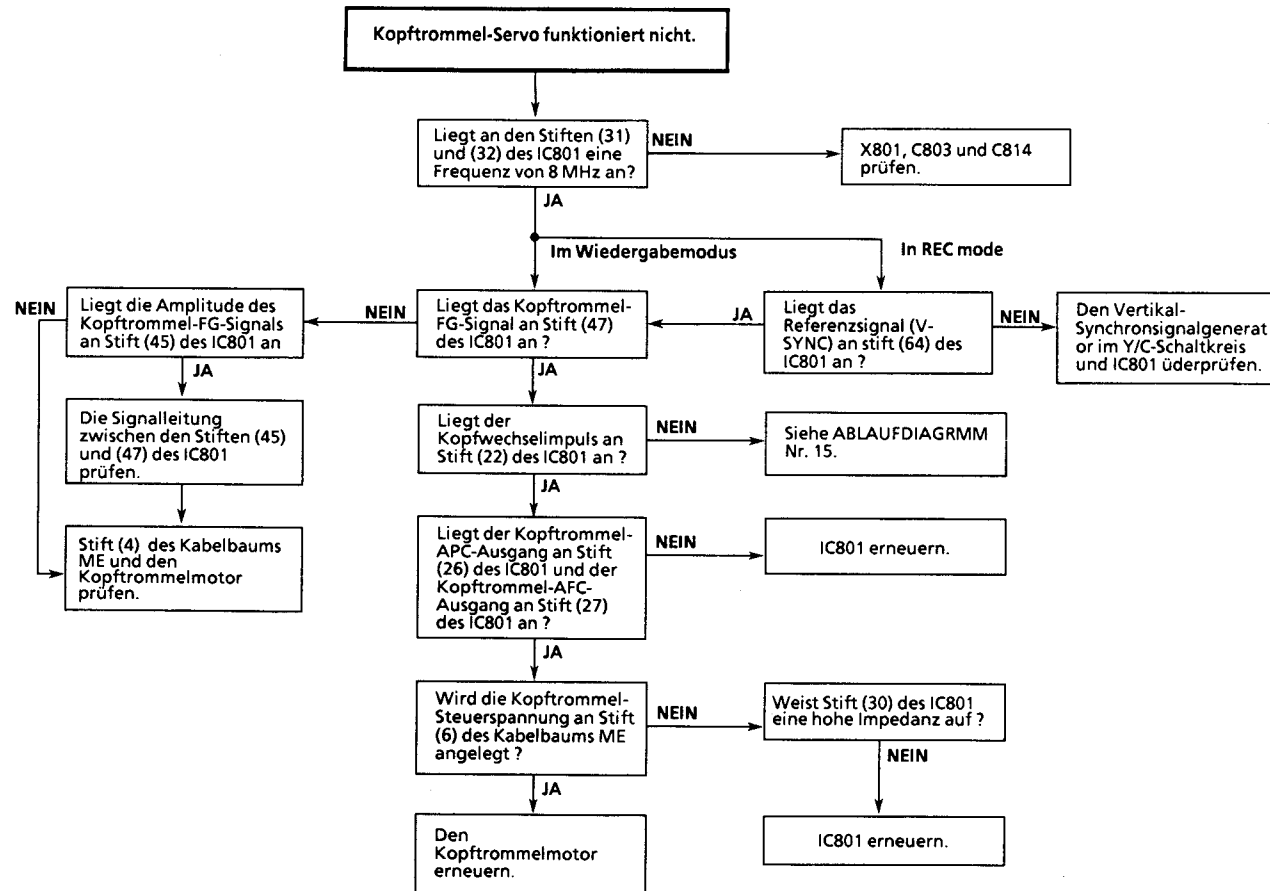 Kopftrommel-Servo funktioniert nicht.
Liegt an den Stiften (31)
und (32) des IC801 eine
Frequenz von 8 MHz an?
NEIN
X801, C803 und C814
prüfen.
JA
Im Wiedergabemodus
In REC mode
NEIN
Liegt die Amplitude des
Kopftrommel-FG-Signals
an Stift (45) des IC801 an
NEIN
Liegt das Kopftrommel-
FG-Signal an Stift (47)
des IC801 an ?
JA
Liegt das
Referenzsignal (V-
SYNC) an stift (64) des
IC801 an ?
NEIN
Den Vertikal-
Synchronsignalgenerat
or im Y/C-Schaltkreis
und IC801 üderprüfen.
JA
JA
Die Signalleitung
zwischen den Stiften (45)
und (47) des IC801
prüfen.
Liegt der
Kopfwechselimpuls an
Stift (22) des IC801 an ?
NEIN
Siehe ABLAUFDIAGRMM
Nr. 15.
JA
Stift (4) des Kabelbaums
ME und den
Kopftrommelmotor
prüfen.
Liegt der Kopftrommel-
APC-Ausgang an Stift
(26) des IC801 und der
Kopftrommel-AFC-
Ausgang an Stift (27)
des IC801 an ?
NEIN
IC801 erneuern.
JA
Wird die Kopftrommel-
Steuerspannung an Stift
(6) des Kabelbaums ME
angelegt ?
NEIN
Weist Stift (30) des IC801
eine hohe Impedanz auf ?
NEIN
JA
Den
Kopftrommelmotor
erneuern.
IC801 erneuern.